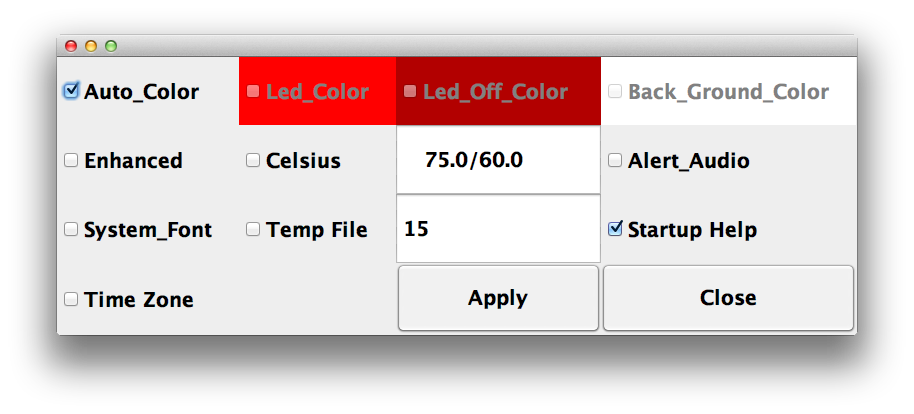 Auto_Color Led_Color Led_Off_Color Back_Ground_Color
Enhanced Celsius 75.0/60.0 Alert_Audio
System_Font Temp File 15 Startup Help
Time Zone Apply Close